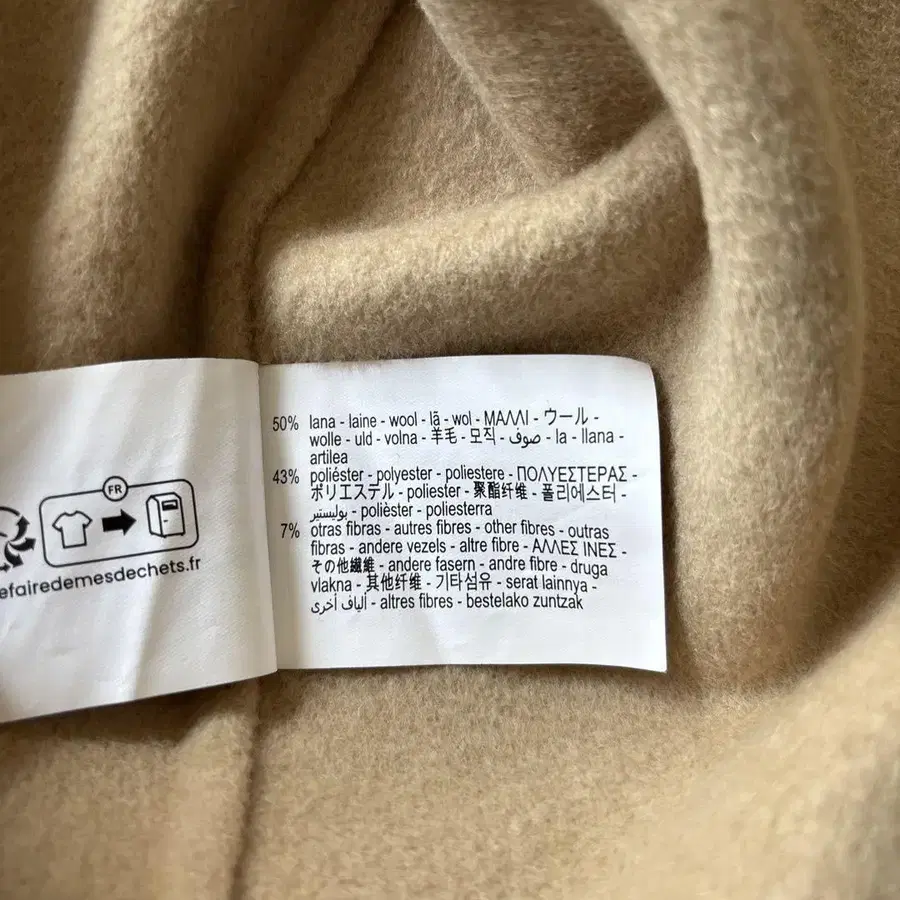 FR
efairedemesdechets.fr
50% lana - laine - wool - lã - wol - ΜΑΛΛΙ - ウール -
wolle - uld - volna - 羊毛 - 모직 - صوف - la - llana -
artilea
43% poliéster - polyester - poliestere - ΠΟΛΥΕΣΤΕΡΑΣ -
ポリエステル - poliester - 聚酯纤维 - 폴리에스터 -
بوليستير - polièster - poliesterra
7% otras fibras - autres fibres - other fibres - outras
fibras - andere vezels - altre fibre - ΑΛΛΕΣ ΙΝΕΣ -
その他繊維 - andere fasern - andre fibre - druga
vlakna - 其他纤维 - 기타섬유 - serat lainnya -
ألياف أخرى - altres fibres - bestelako zuntzak